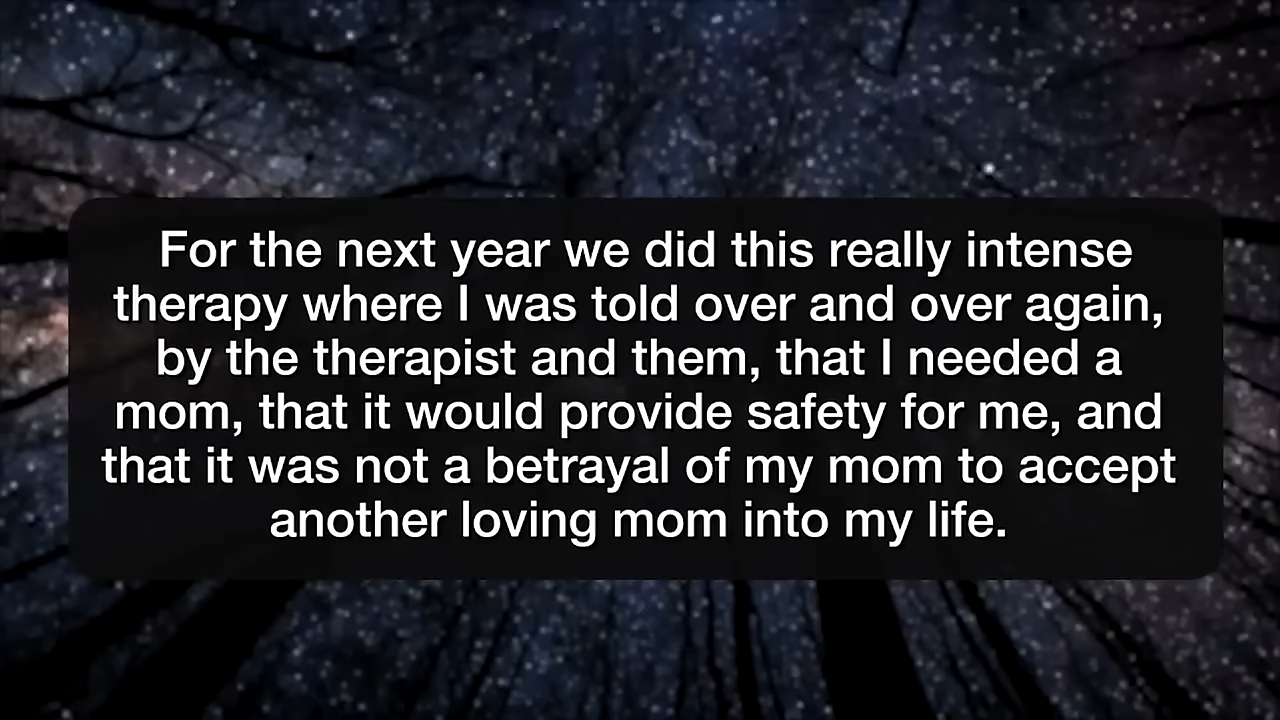 For the next year we did this really intense
therapy where I was told over and over again,
by the therapist and them, that I needed a
mom, that it would provide safety for me, and
that it was not a betrayal of my mom to accept
another loving mom into my life.